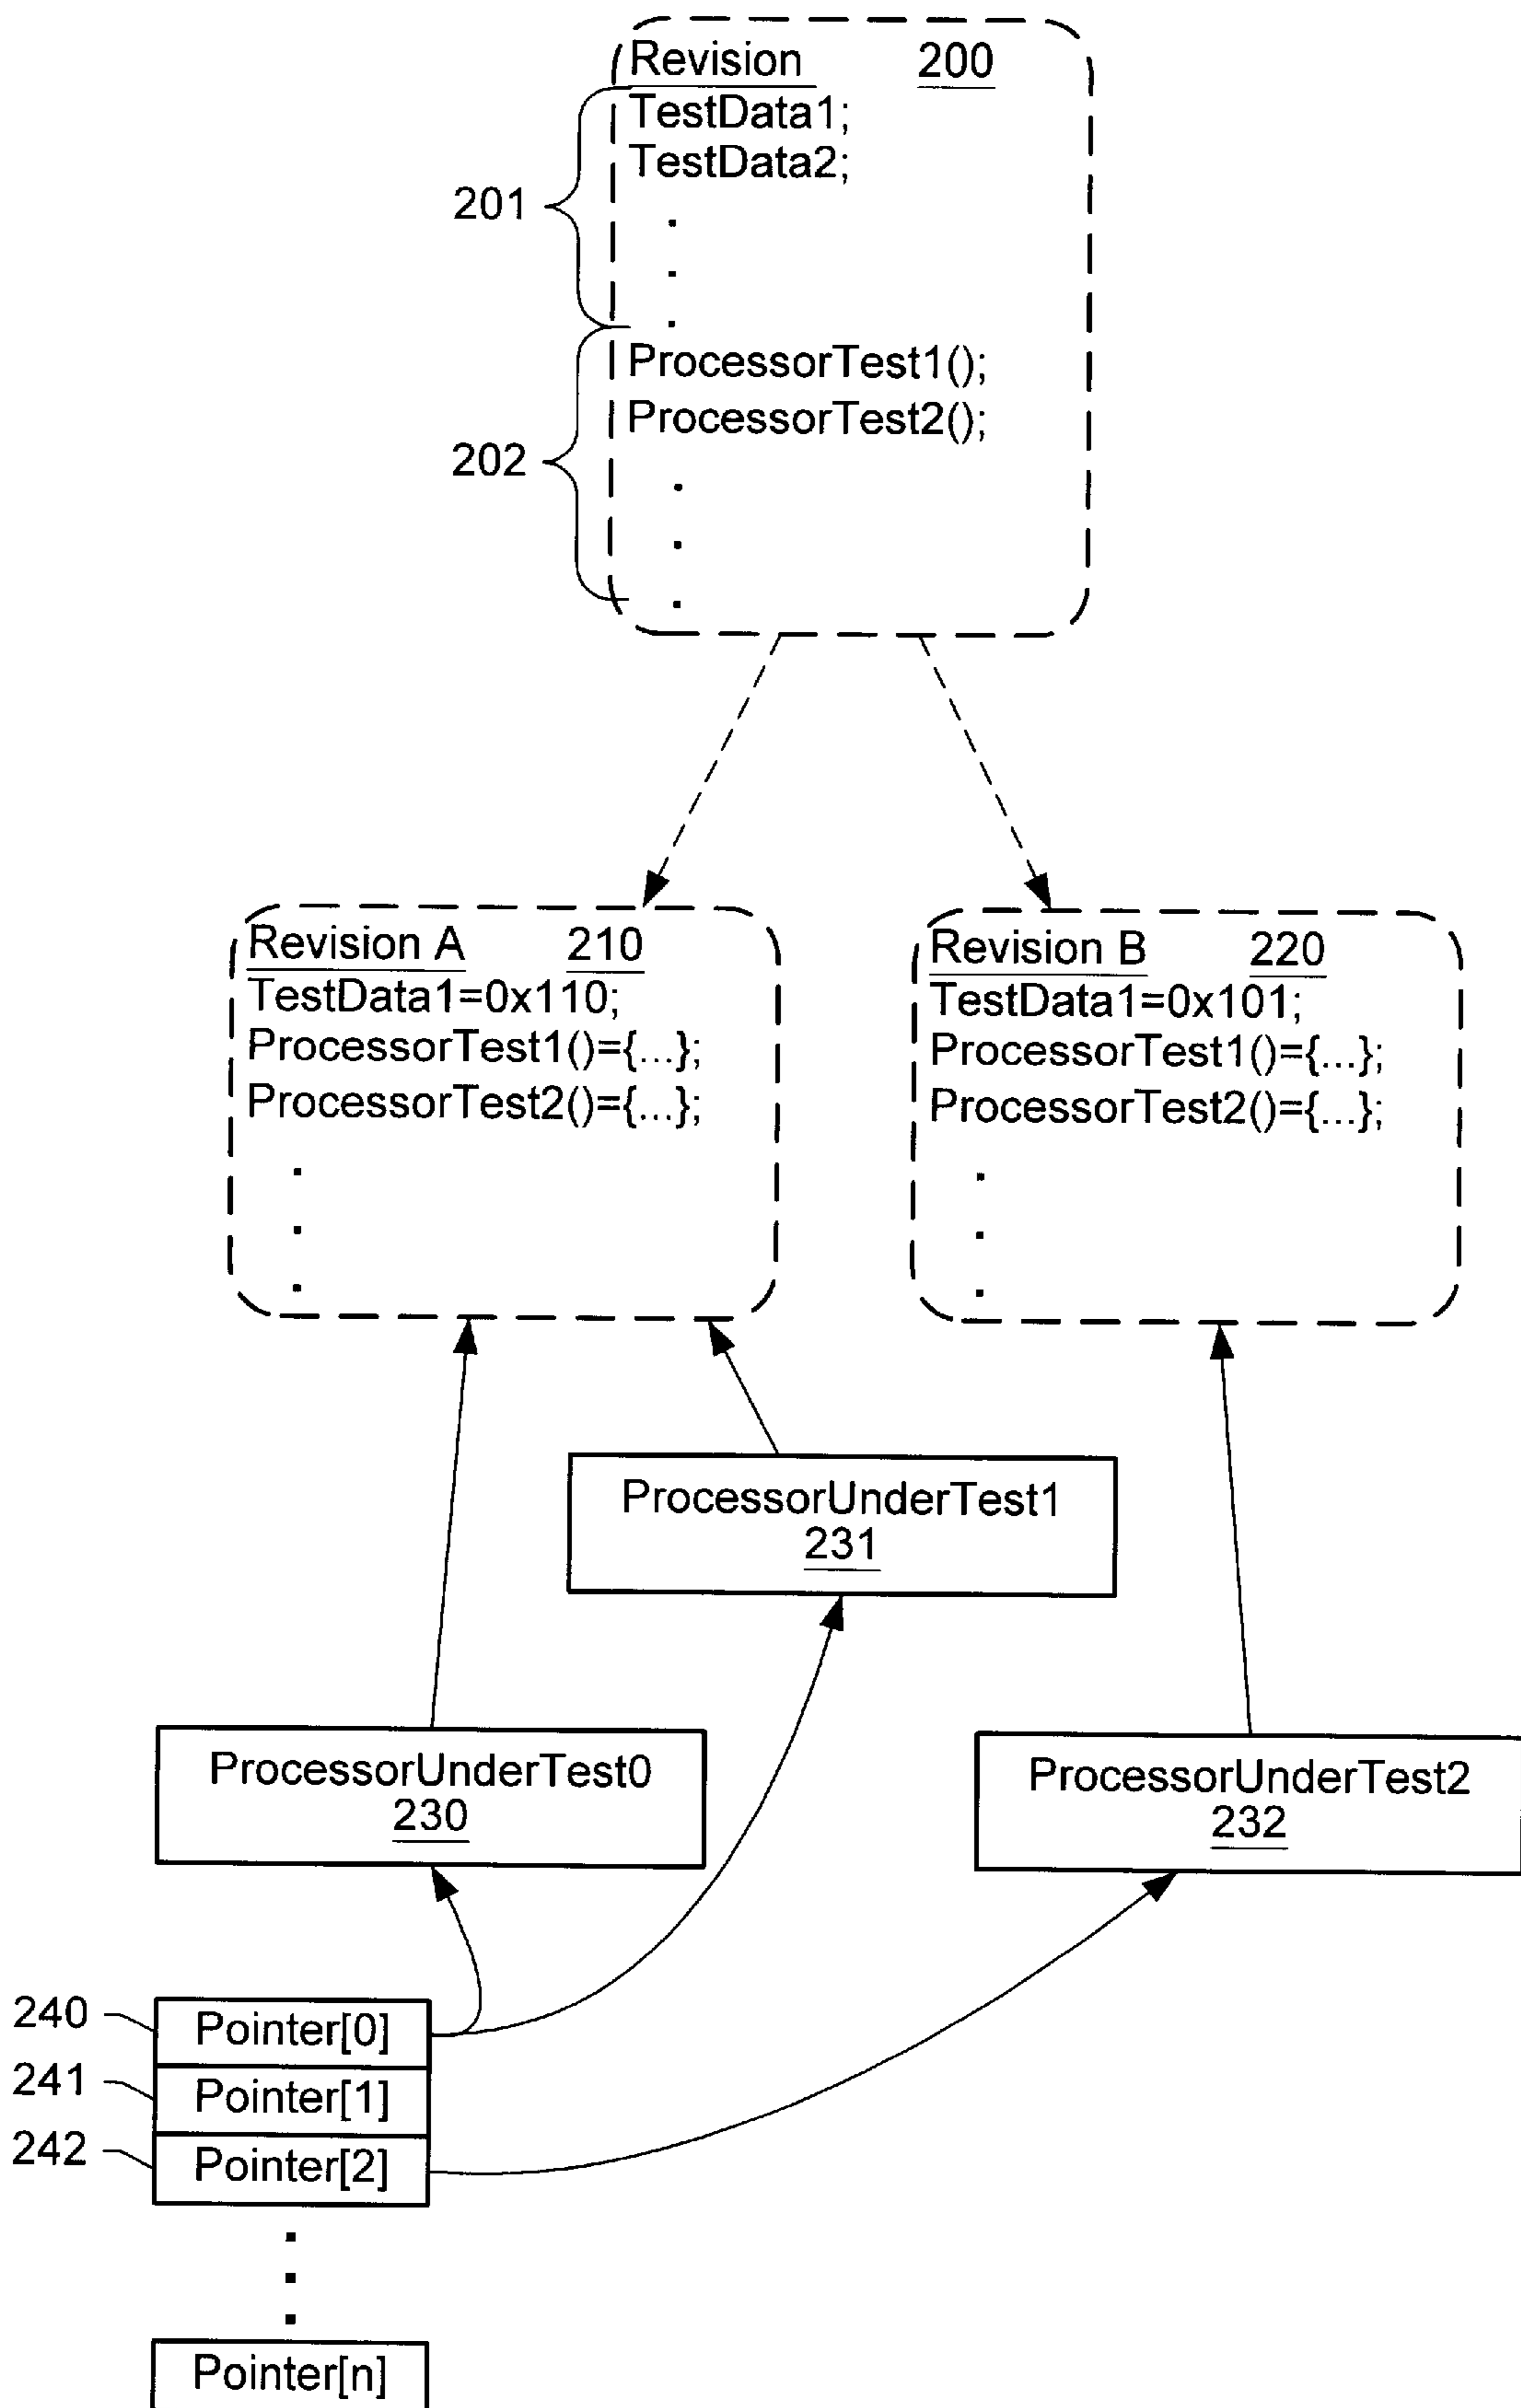 Revision 200
TestData1;
TestData2;
201
.
.
.
ProcessorTest1();
ProcessorTest2();
202
.
.
.
Revision A 210
TestData1=0x110;
ProcessorTest1()={...};
ProcessorTest2()={...};
.
.
.
Revision B 220
TestData1=0x101;
ProcessorTest1()={...};
ProcessorTest2()={...};
.
.
.
ProcessorUnderTest1
231
ProcessorUnderTest0
230
ProcessorUnderTest2
232
240 Pointer[0]
241 Pointer[1]
242 Pointer[2]
.
.
.
Pointer[n]